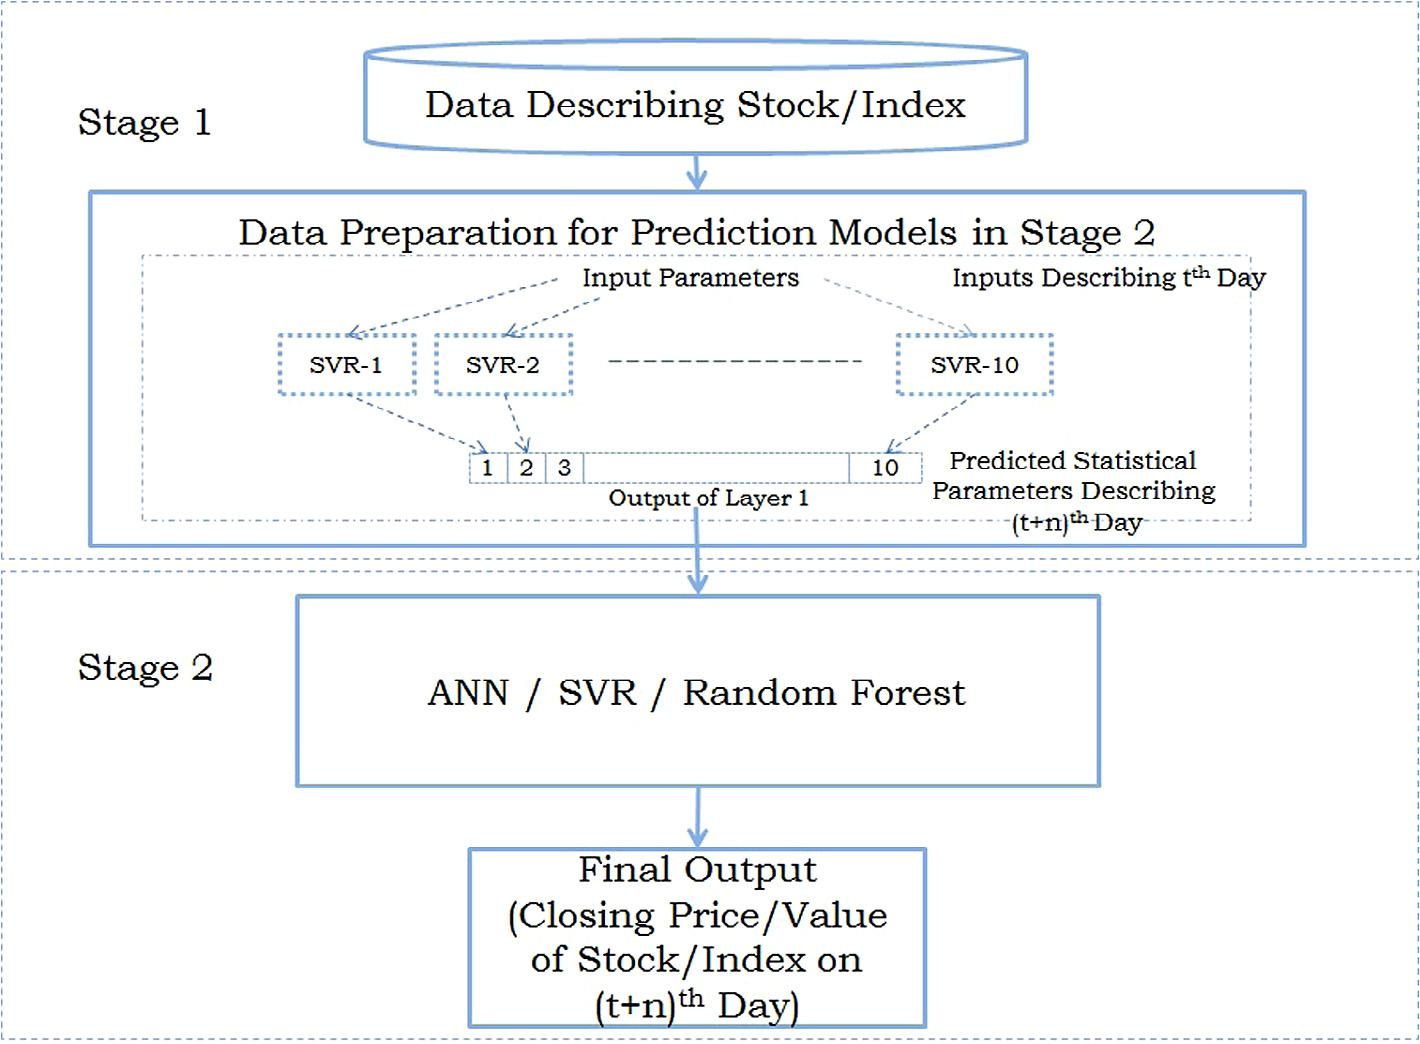 Data Describing Stock/Index
Stage 1
Data Preparation for Prediction Models in Stage 2
Input Parameters
Inputs Describing tth Day
SVR-1
SVR-2
SVR-10
1
2
3
10
Output of Layer 1
Predicted Statistical
Parameters Describing
(t+n)th Day
Stage 2
ANN / SVR / Random Forest
Final Output
(Closing Price/Value
of Stock/Index on
(t+n)th Day)